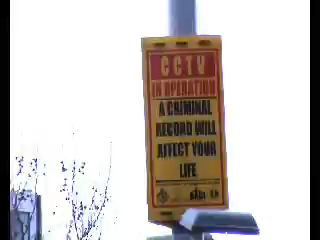 CCTV
IN OPERATION
A CRIMINAL
RECORD WILL
AFFECT YOUR
LIFE